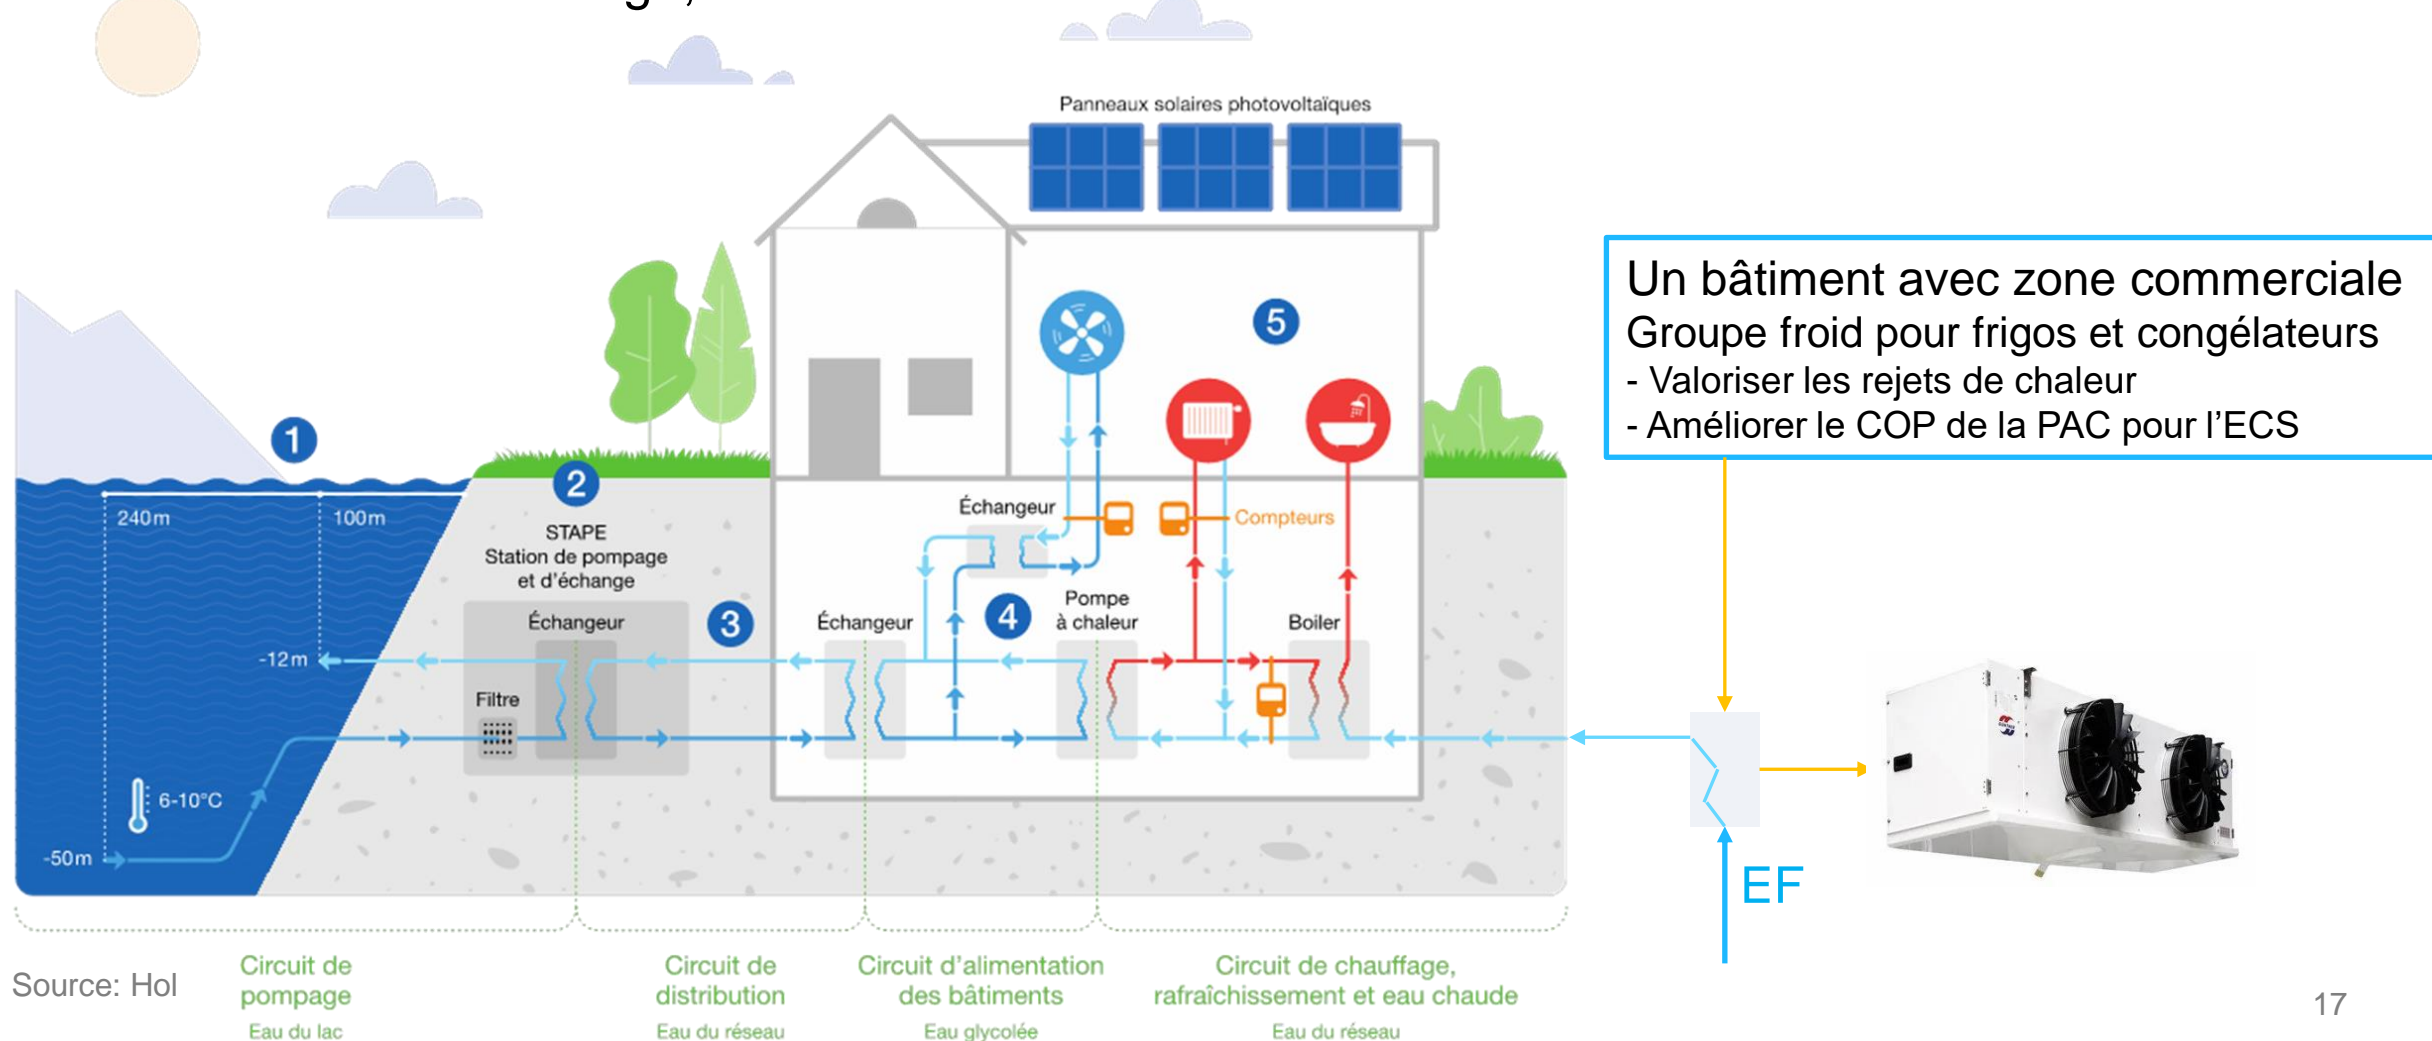 Panneaux solaires photovoltaïques
Un bâtiment avec zone commerciale
Groupe froid pour frigos et congélateurs
- Valoriser les rejets de chaleur
- Améliorer le COP de la PAC pour l’ECS
5
1
2
240m
100m
STAPE
Station de pompage
et d'échange
Échangeur
Compteurs
3
4
Échangeur
Échangeur
Pompe
à chaleur
Boiler
-12m
Filtre
6-10°C
-50m
EF
Circuit de
pompage
Eau du lac
Circuit de
distribution
Eau du réseau
Circuit d'alimentation
des bâtiments
Eau glycolée
Circuit de chauffage,
rafraîchissement et eau chaude
Eau du réseau
Source: Hol
17